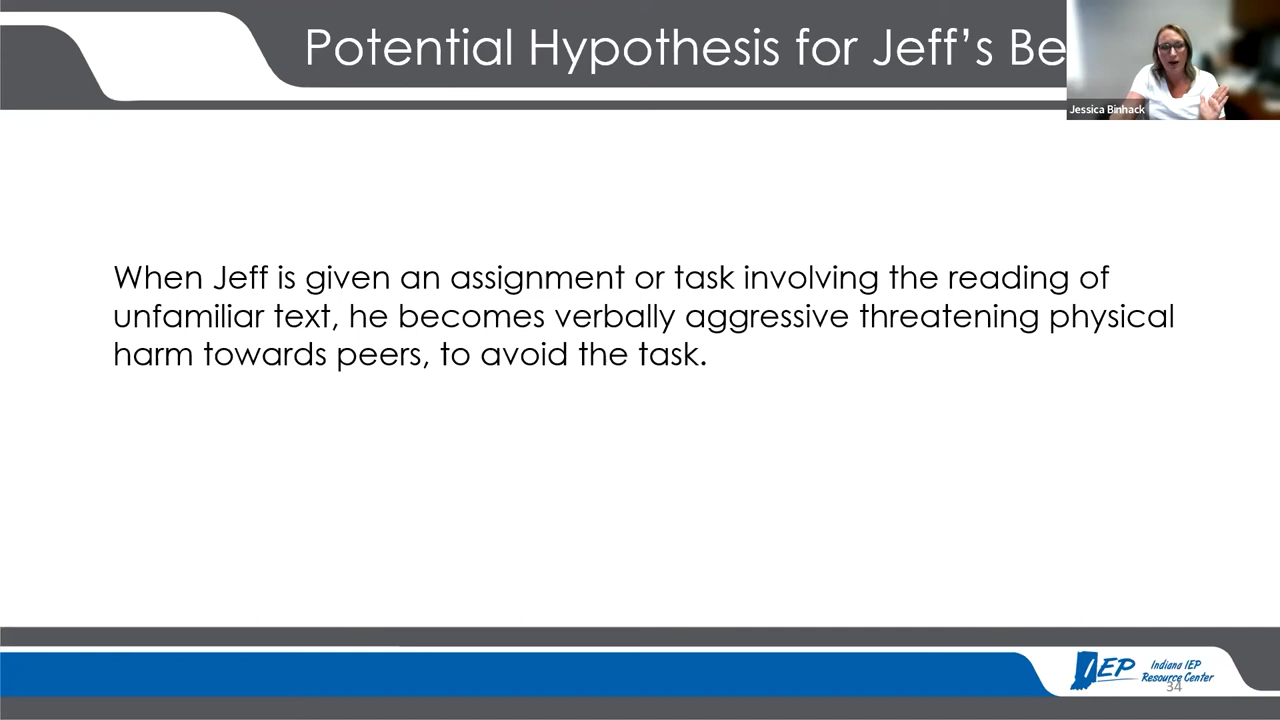 Potential Hypothesis for Jeff's Be
Jessica Binhack
When Jeff is given an assignment or task involving the reading of
unfamiliar text, he becomes verbally aggressive threatening physical
harm towards peers, to avoid the task.
IEP
Indiana IEP
Resource Center
34